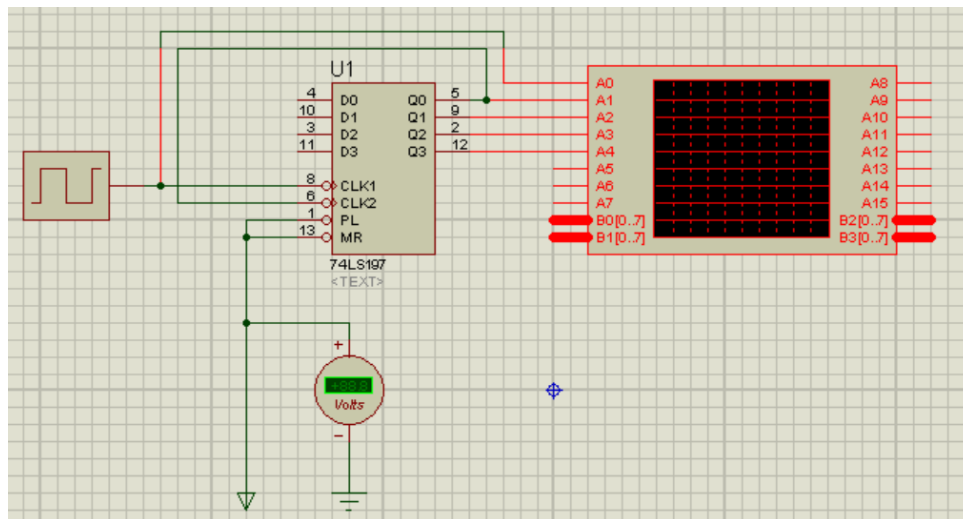 U1
4 D0 Q0 5
10 D1 Q1 9
3 D2 Q2 2
11 D3 Q3 12
8 CLK1
6 CLK2
1 PL
13 MR
74LS197
<TEXT>
A0 A8
A1 A9
A2 A10
A3 A11
A4 A12
A5 A13
A6 A14
A7 A15
B0[0..7] B2[0..7]
B1[0..7] B3[0..7]
+
+88.8
Volts
−